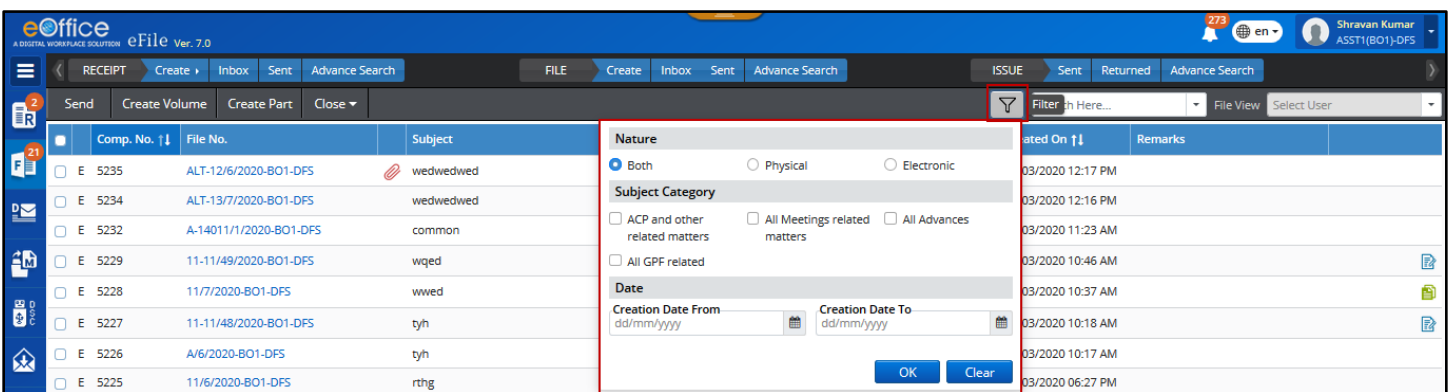 eOffice
A DIGITAL WORKPLACE SOLUTION eFile Ver. 7.0
273
en
Shravan Kumar
ASST1(BO1)-DFS
RECEIPT Create Inbox Sent Advance Search FILE Create Inbox Sent Advance Search ISSUE Sent Returned Advance Search
2
R
Send Create Volume Create Part Close Filter h Here... File View Select User
Comp. No. File No. Subject ated On Remarks
21
F
E 5235 ALT-12/6/2020-BO1-DFS wedwedwed 03/2020 12:17 PM
E 5234 ALT-13/7/2020-BO1-DFS wedwedwed 03/2020 12:16 PM
D
E 5232 A-14011/1/2020-BO1-DFS common 03/2020 11:23 AM
M
E 5229 11-11/49/2020-BO1-DFS wqed 03/2020 10:46 AM
E 5228 11/7/2020-BO1-DFS wwed 03/2020 10:37 AM
DSC
E 5227 11-11/48/2020-BO1-DFS tyh 03/2020 10:18 AM
E 5226 A/6/2020-BO1-DFS tyh 03/2020 10:17 AM
E 5225 11/6/2020-BO1-DFS rthg 03/2020 06:27 PM
Nature
Both Physical Electronic
Subject Category
ACP and other related matters
All Meetings related matters
All Advances
All GPF related
Date
Creation Date From Creation Date To
dd/mm/yyyy dd/mm/yyyy
OK Clear